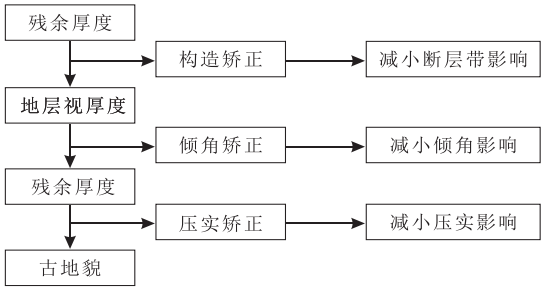 残余厚度
构造矫正
减小断层带影响
地层视厚度
倾角矫正
减小倾角影响
残余厚度
压实矫正
减小压实影响
古地貌